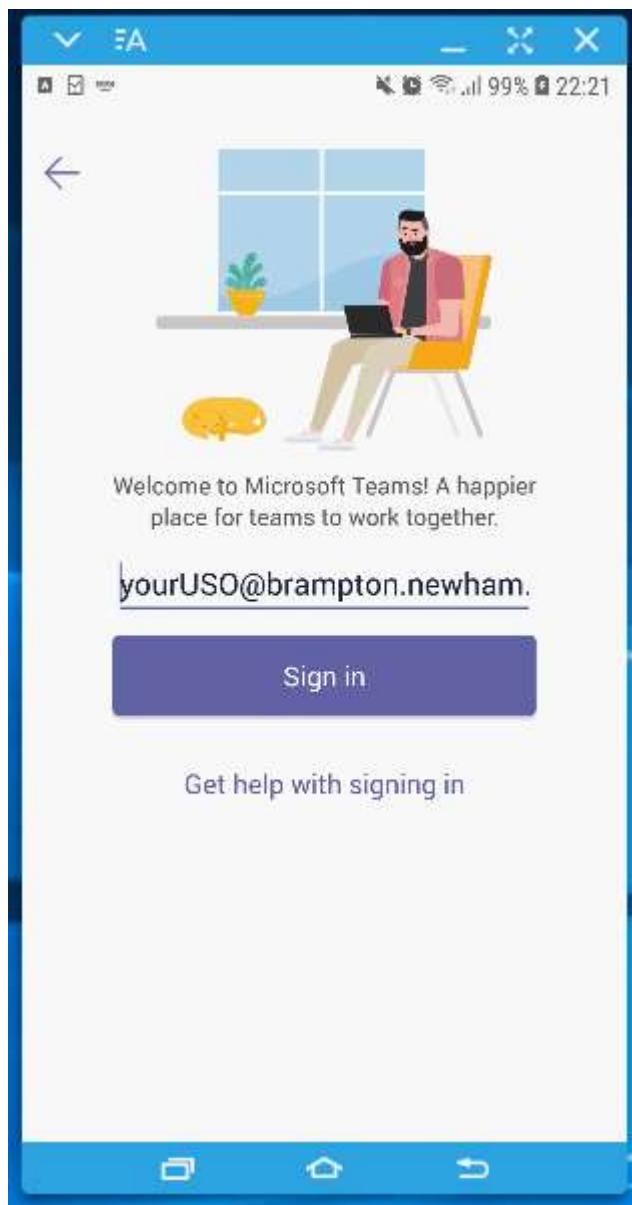 99% 22:21
Welcome to Microsoft Teams! A happier
place for teams to work together.
yourUSO@brampton.newham.
Sign in
Get help with signing in